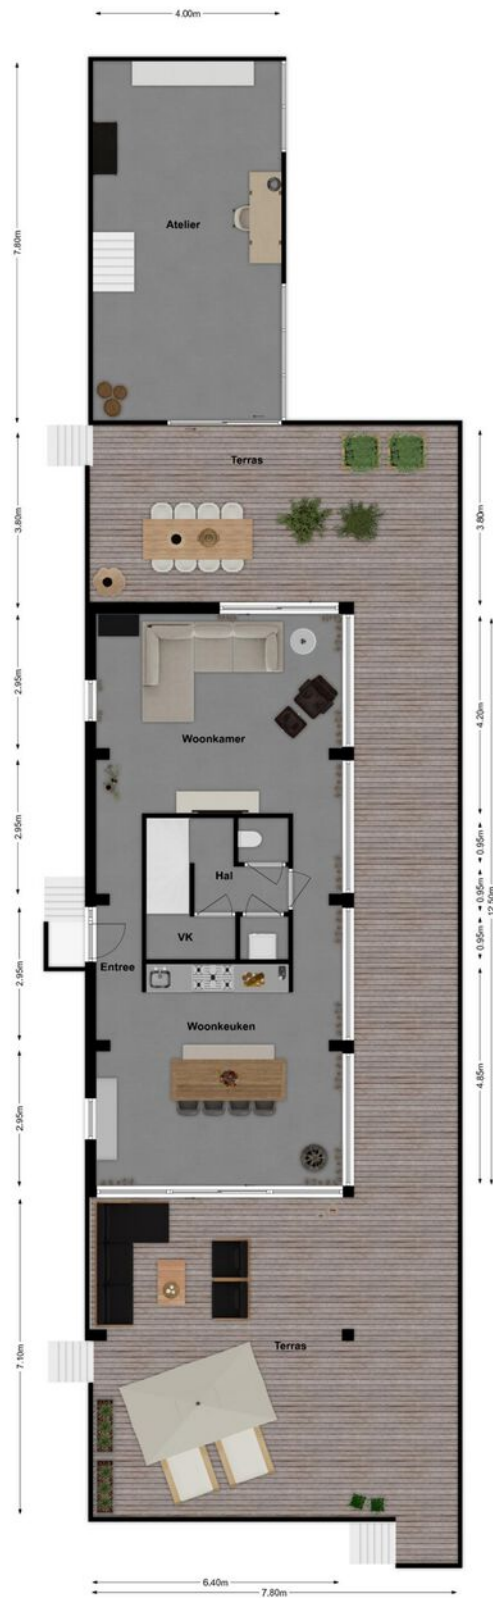 4.00m
7.80m
Atelier
Terras
3.80m
3.80m
2.95m
4.20m
Woonkamer
2.95m
0.95m
Hal
0.95m
12.50m
VK
0.95m
Entree
2.95m
Woonkeuken
4.85m
2.95m
7.10m
Terras
6.40m
7.80m